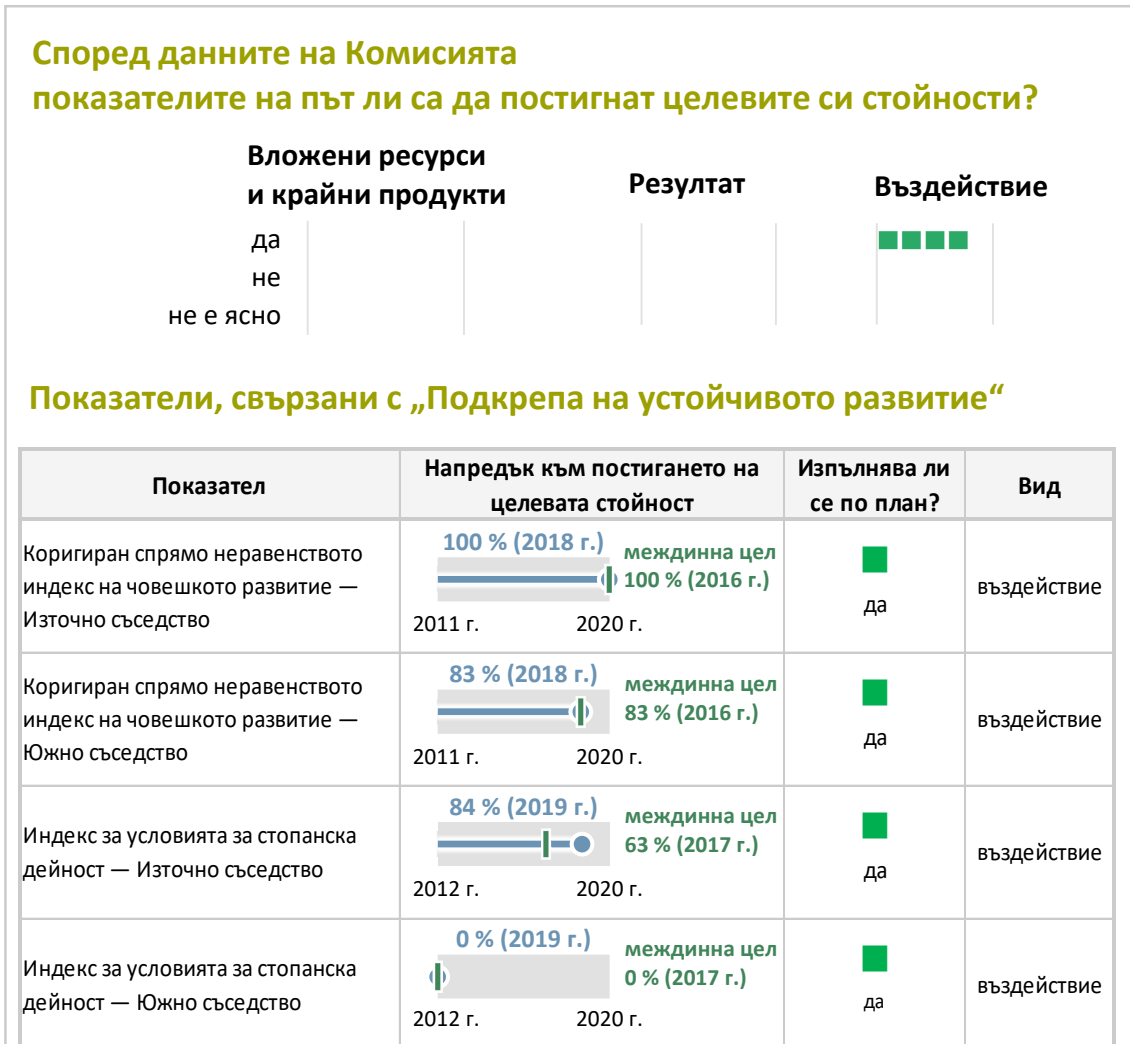 Според данните на Комисията
показателите на път ли са да постигнат целевите си стойности?
Вложени ресурси
и крайни продукти
Резултат
Въздействие
да
не
не е ясно
Показатели, свързани с „Подкрепа на устойчивото развитие“
Показател
Напредък към постигането на
целевата стойност
Изпълнява ли
се по план?
Вид
Коригиран спрямо неравенството
индекс на човешкото развитие —
Източно съседство
100 % (2018 г.)
междинна цел
100 % (2016 г.)
2011 г. 2020 г.
да
въздействие
Коригиран спрямо неравенството
индекс на човешкото развитие —
Южно съседство
83 % (2018 г.)
междинна цел
83 % (2016 г.)
2011 г. 2020 г.
да
въздействие
Индекс за условията за стопанска
дейност — Източно съседство
84 % (2019 г.)
междинна цел
63 % (2017 г.)
2012 г. 2020 г.
да
въздействие
Индекс за условията за стопанска
дейност — Южно съседство
0 % (2019 г.)
междинна цел
0 % (2017 г.)
2012 г. 2020 г.
да
въздействие